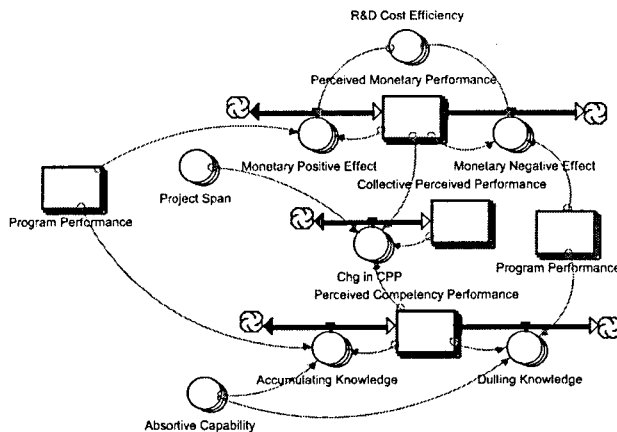 R&D Cost Efficiency
Perceived Monetary Performance
Monetary Positive Effect
Monetary Negative Effect
Project Span
Collective Perceived Performance
Program Performance
Chg in CPP
Program Performance
Perceived Competency Performance
Accumulating Knowledge
Dulling Knowledge
Absortive Capability